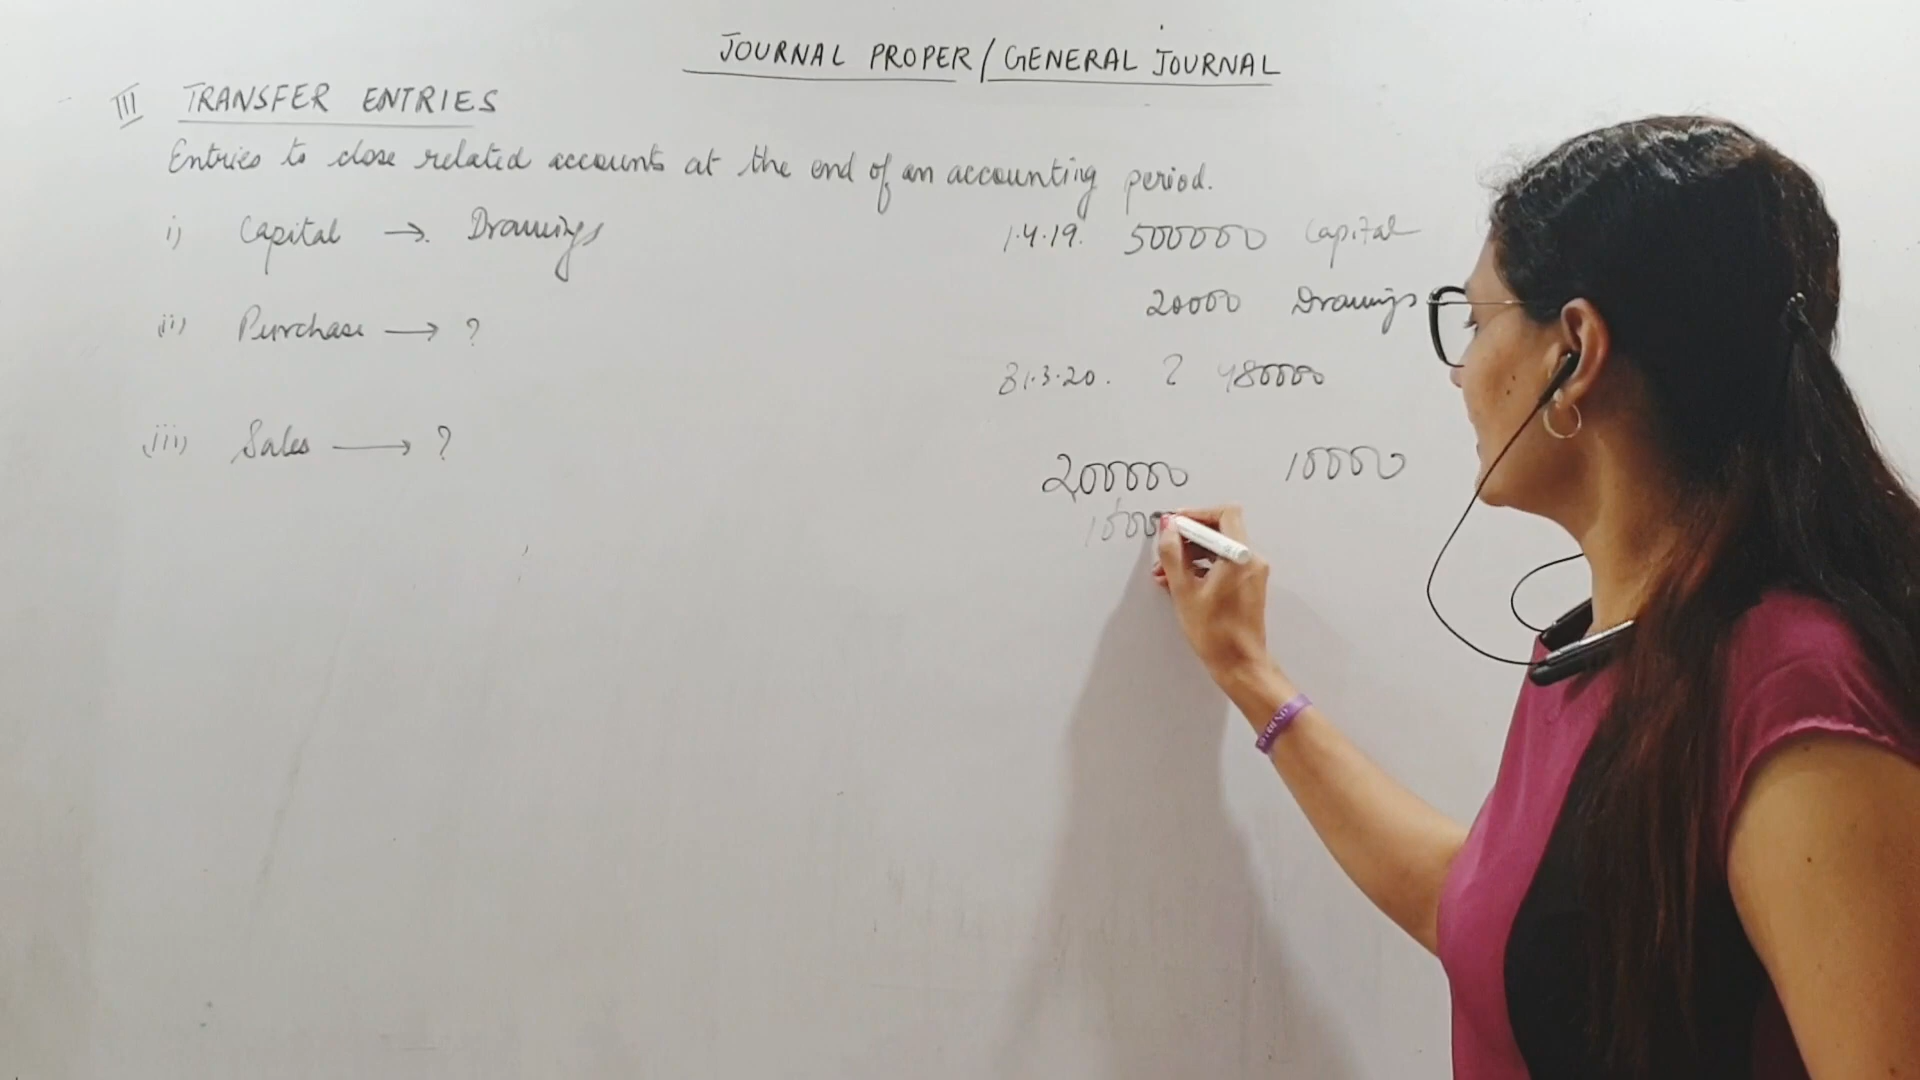 JOURNAL PROPER / GENERAL JOURNAL
III TRANSFER ENTRIES
Entries to close related accounts at the end of an accounting period.
i) Capital → Drawings
ii) Purchase → ?
iii) Sales → ?
1.4.19. 500000 Capital
20000 Drawings
31.3.20. ? 480000
200000 10000
1000